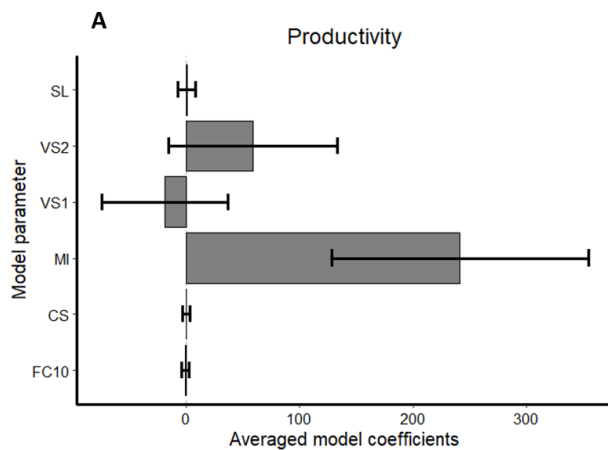 A
Productivity
SL
VS2
VS1
MI
CS
FC10
Model parameter
0 100 200 300
Averaged model coefficients